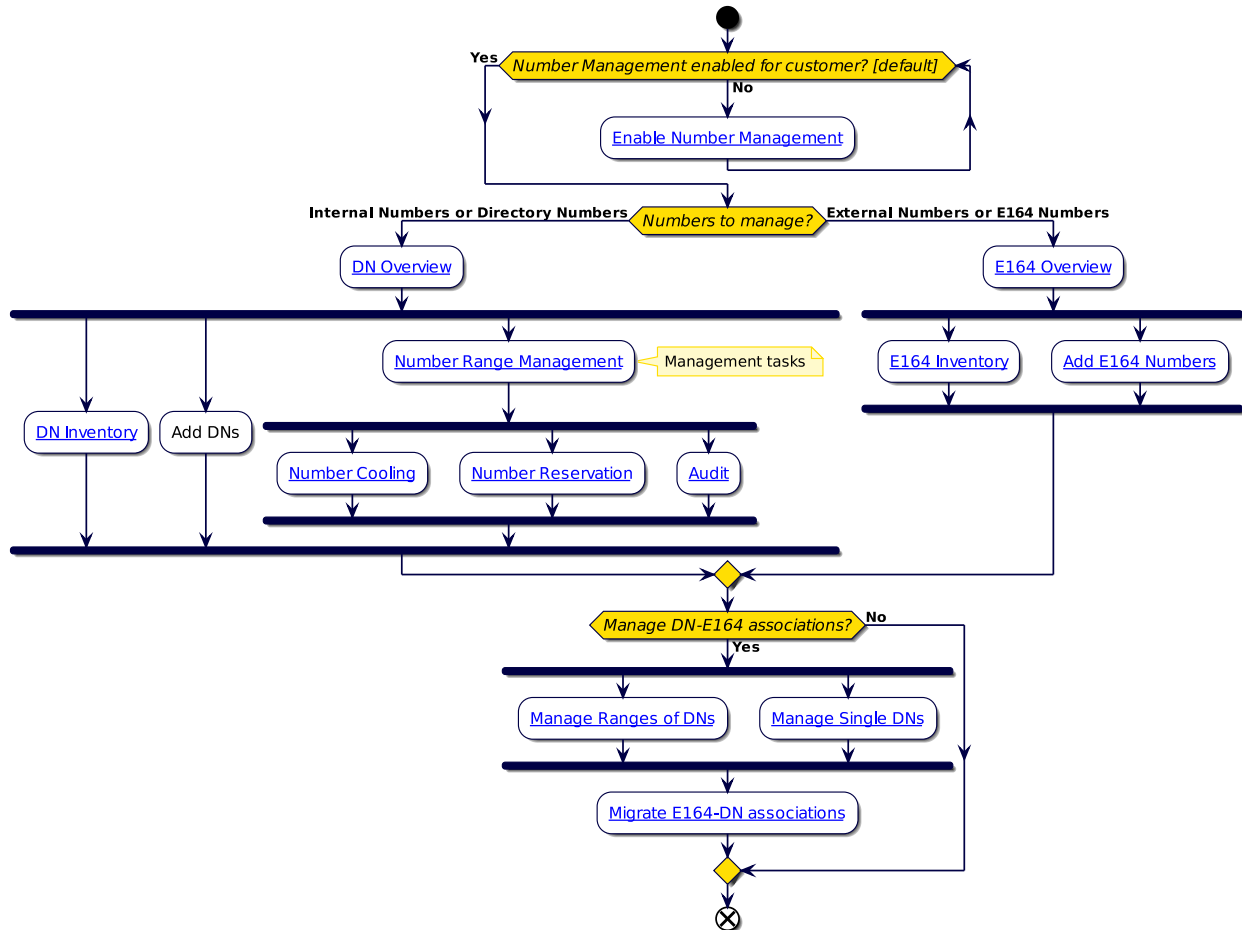 Yes
Number Management enabled for customer? [default]
No
Enable Number Management
Internal Numbers or Directory Numbers
Numbers to manage?
External Numbers or E164 Numbers
DN Overview
E164 Overview
Number Range Management
Management tasks
E164 Inventory
Add E164 Numbers
DN Inventory
Add DNs
Number Cooling
Number Reservation
Audit
Manage DN-E164 associations?
No
Yes
Manage Ranges of DNs
Manage Single DNs
Migrate E164-DN associations